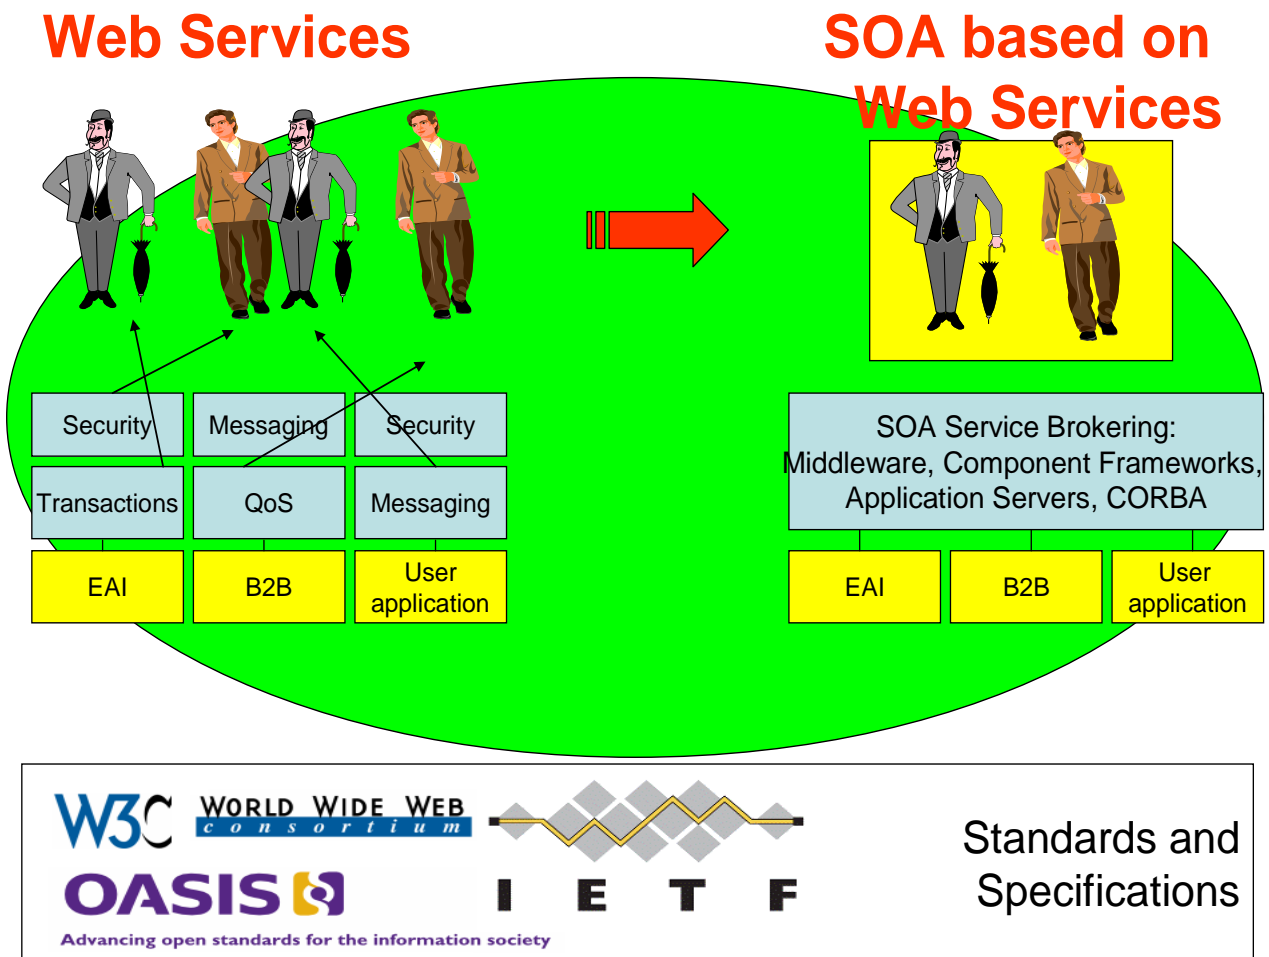 Web Services
SOA based on
Web Services
Security
Messaging
Security
Transactions
QoS
Messaging
EAI
B2B
User
application
SOA Service Brokering:
Middleware, Component Frameworks,
Application Servers, CORBA
EAI
B2B
User
application
W3C
WORLD WIDE WEB
consortium
OASIS
Advancing open standards for the information society
I E T F
Standards and
Specifications